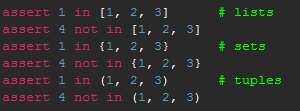 assert 1 in [1, 2, 3]      # lists
assert 4 not in [1, 2, 3]
assert 1 in {1, 2, 3}      # sets
assert 4 not in {1, 2, 3}
assert 1 in (1, 2, 3)      # tuples
assert 4 not in (1, 2, 3)